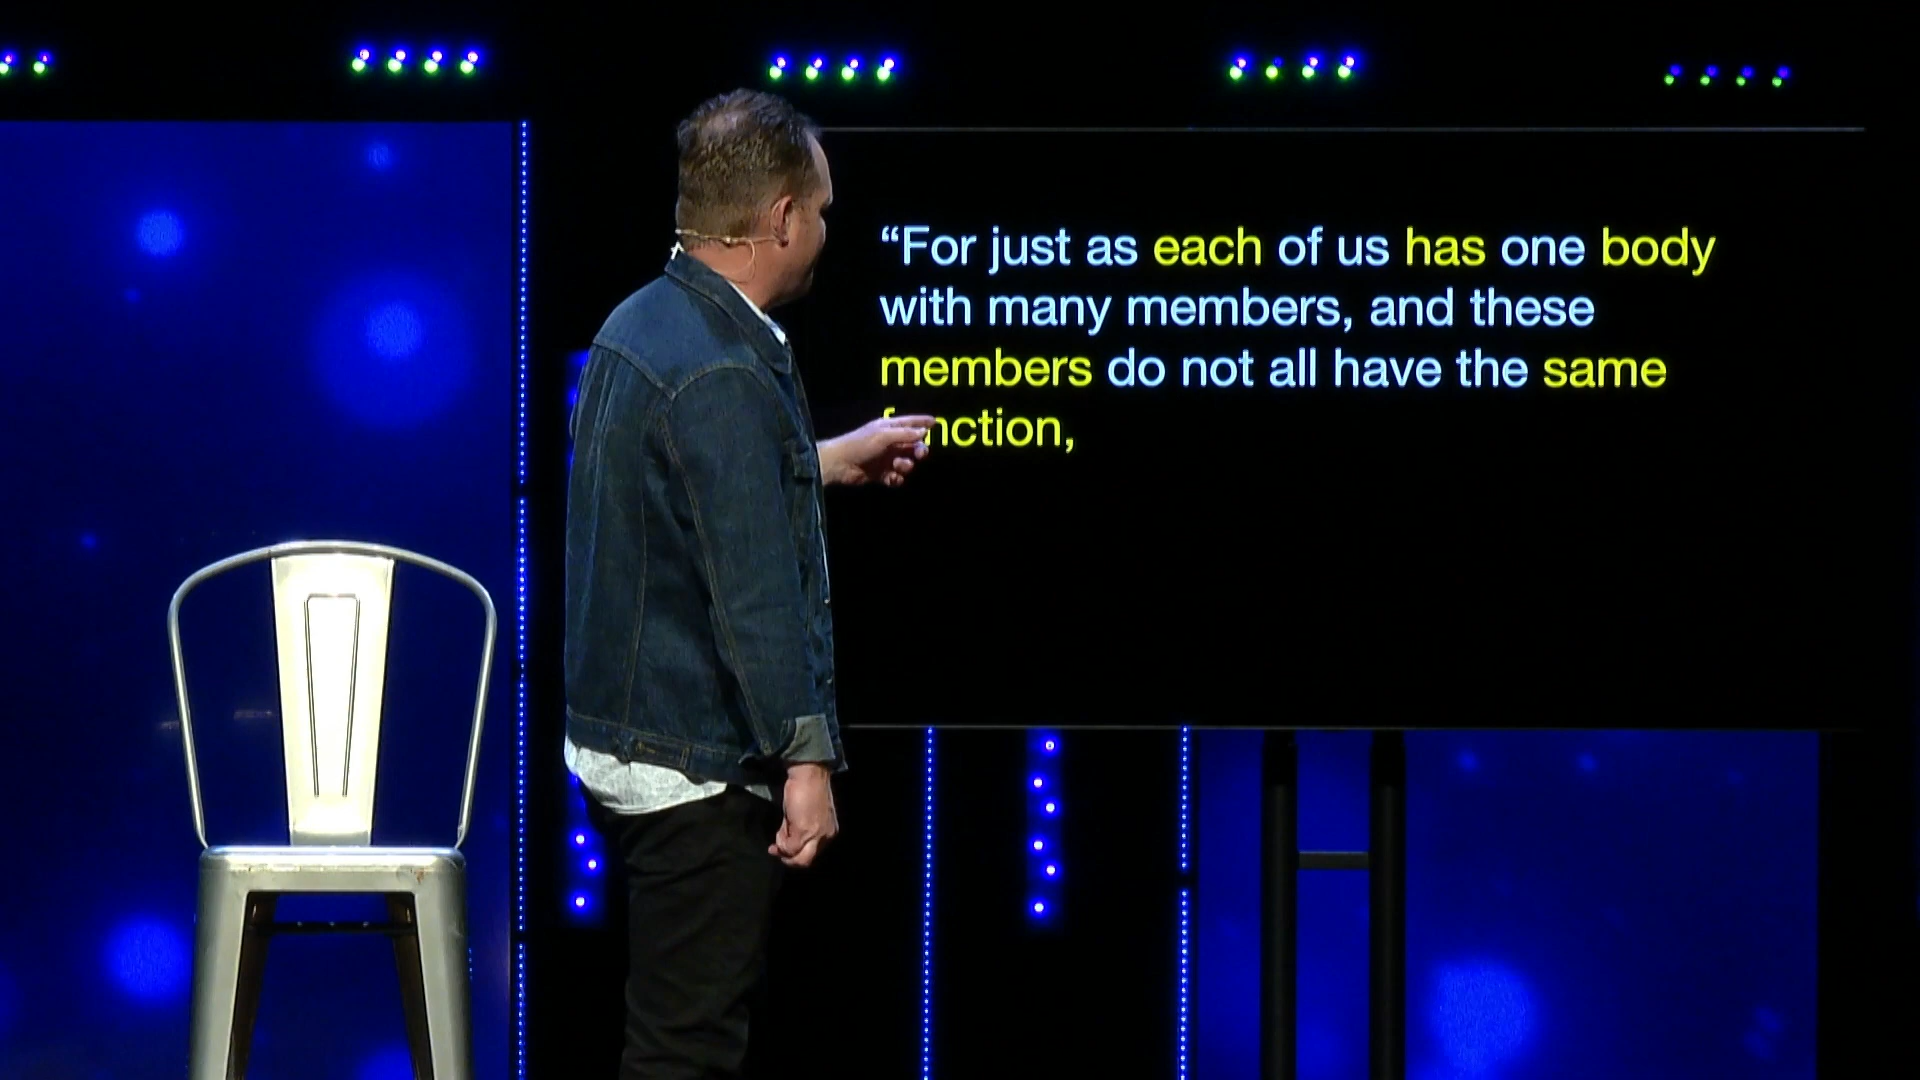 “For just as each of us has one body
with many members, and these
members do not all have the same
function,